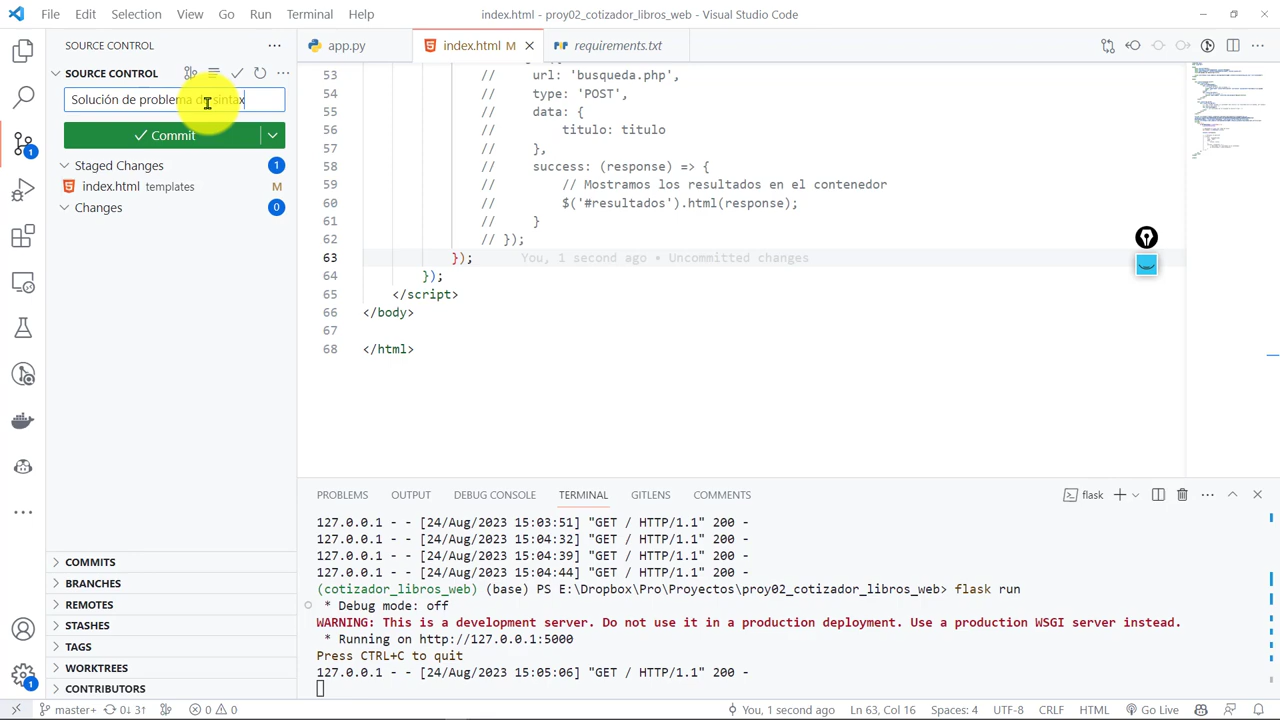 File Edit Selection View Go Run Terminal Help
index.html - proy02_cotizador_libros_web - Visual Studio Code
SOURCE CONTROL
app.py
index.html M
requirements.txt
SOURCE CONTROL
Solución de problema de sintax
Commit
Staged Changes 1
index.html templates M
Changes 0
53 // url: 'busqueda.php',
54 // type: 'POST',
55 // data: {
56 // titulo: titulo
57 // },
58 // success: (response) => {
59 // // Mostramos los resultados en el contenedor
60 // $('#resultados').html(response);
61 // }
62 // });
63 }); You, 1 second ago • Uncommitted changes
64 });
65 </script>
66 </body>
67
68 </html>
1
COMMITS
BRANCHES
REMOTES
STASHES
TAGS
WORKTREES
CONTRIBUTORS
1
PROBLEMS OUTPUT DEBUG CONSOLE TERMINAL GITLENS COMMENTS
flask
127.0.0.1 - - [24/Aug/2023 15:03:51] "GET / HTTP/1.1" 200 -
127.0.0.1 - - [24/Aug/2023 15:04:32] "GET / HTTP/1.1" 200 -
127.0.0.1 - - [24/Aug/2023 15:04:39] "GET / HTTP/1.1" 200 -
127.0.0.1 - - [24/Aug/2023 15:04:44] "GET / HTTP/1.1" 200 -
(cotizador_libros_web) (base) PS E:\Dropbox\Pro\Proyectos\proy02_cotizador_libros_web> flask run
* Debug mode: off
WARNING: This is a development server. Do not use it in a production deployment. Use a production WSGI server instead.
* Running on http://127.0.0.1:5000
Press CTRL+C to quit
127.0.0.1 - - [24/Aug/2023 15:05:06] "GET / HTTP/1.1" 200 -
master+ 0↓ 3↑ 0 0
You, 1 second ago Ln 63, Col 16 Spaces: 4 UTF-8 CRLF HTML Go Live